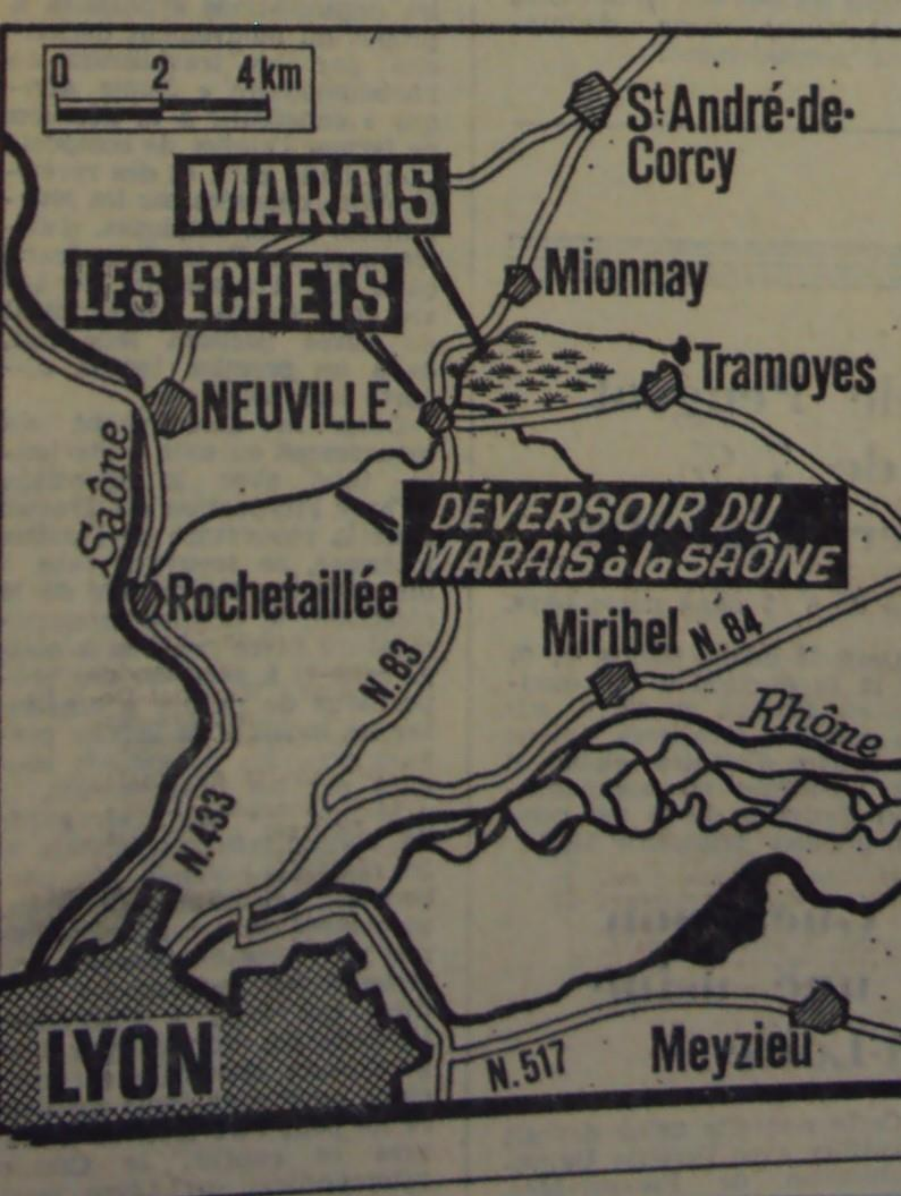 0 2 4 km
St André-de-
Corcy
MARAIS
Mionnay
LES ECHETS
Tramoyes
NEUVILLE
Saône
DÉVERSOIR DU
MARAIS à la SAÔNE
Rochetaillée
Miribel
N. 84
N. 83
Rhône
N. 433
LYON
Meyzieu
N. 517